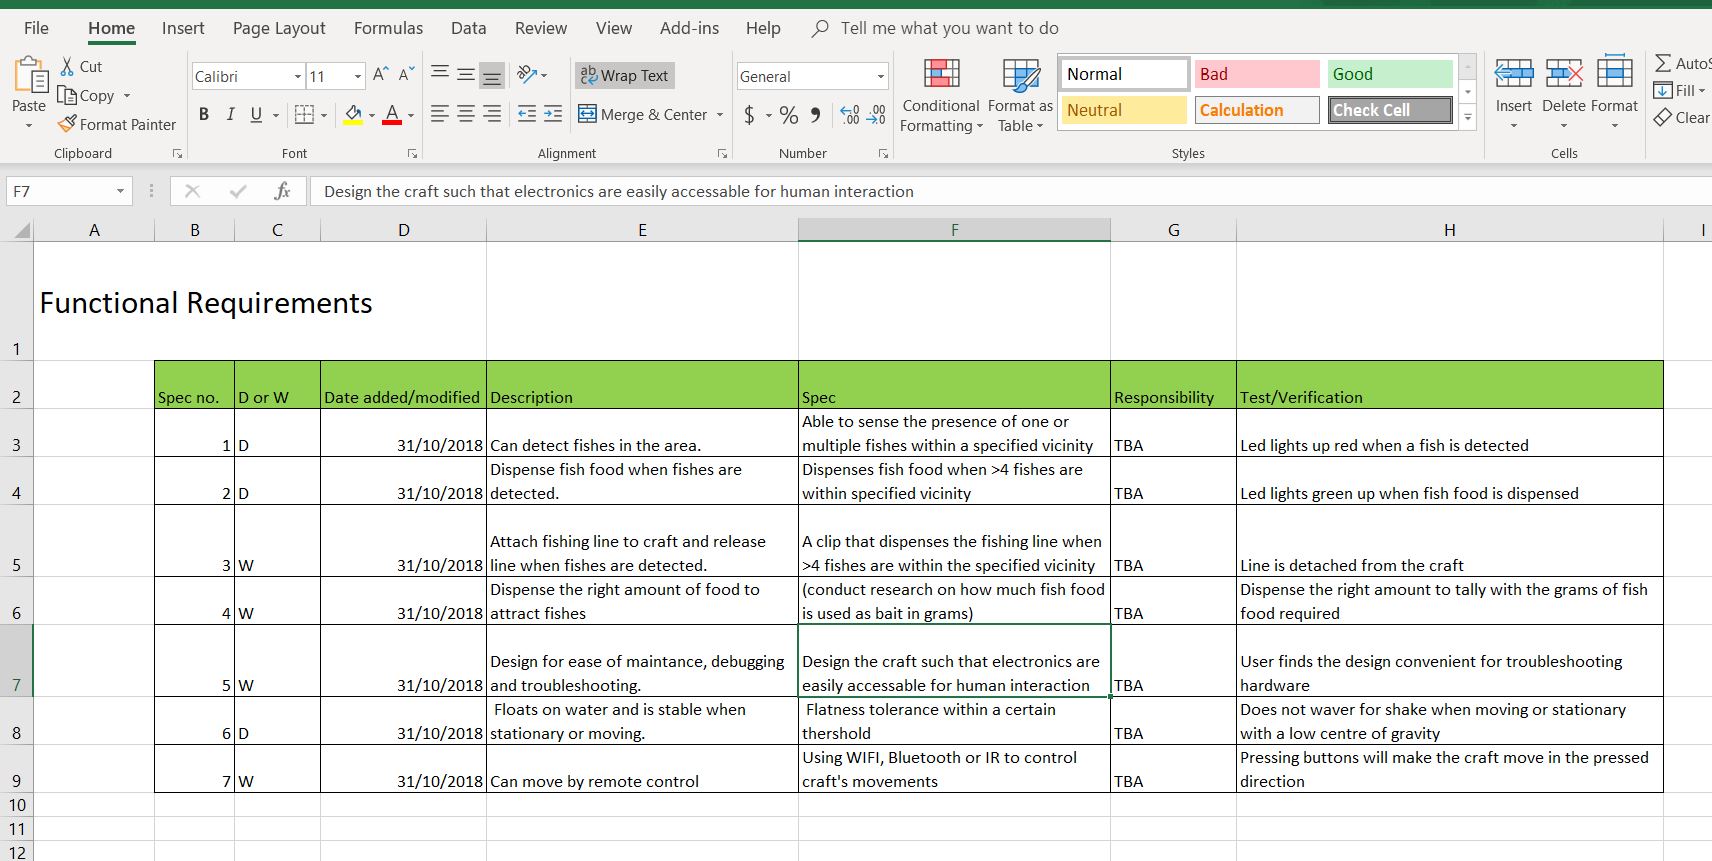 File Home Insert Page Layout Formulas Data Review View Add-ins Help Tell me what you want to do
Paste
Cut
Copy
Format Painter
Clipboard
Calibri 11
B I U
Font
Wrap Text
Merge & Center
Alignment
General
$ %
Number
Conditional Formatting
Format as Table
Normal Bad Good
Neutral Calculation Check Cell
Styles
Insert Delete Format
Cells
Fill
Clear
F7 fx Design the craft such that electronics are easily accessable for human interaction
A B C D E F G H I
1 Functional Requirements
2 Spec no. D or W Date added/modified Description Spec Responsibility Test/Verification
3 1 D 31/10/2018 Can detect fishes in the area. Able to sense the presence of one or multiple fishes within a specified vicinity TBA Led lights up red when a fish is detected
4 2 D 31/10/2018 Dispense fish food when fishes are detected. Dispenses fish food when >4 fishes are within specified vicinity TBA Led lights green up when fish food is dispensed
5 3 W 31/10/2018 Attach fishing line to craft and release line when fishes are detected. A clip that dispenses the fishing line when >4 fishes are within the specified vicinity TBA Line is detached from the craft
6 4 W 31/10/2018 Dispense the right amount of food to attract fishes (conduct research on how much fish food is used as bait in grams) TBA Dispense the right amount to tally with the grams of fish food required
7 5 W 31/10/2018 Design for ease of maintance, debugging and troubleshooting. Design the craft such that electronics are easily accessable for human interaction TBA User finds the design convenient for troubleshooting hardware
8 6 D 31/10/2018 Floats on water and is stable when stationary or moving. Flatness tolerance within a certain thershold TBA Does not waver for shake when moving or stationary with a low centre of gravity
9 7 W 31/10/2018 Can move by remote control Using WIFI, Bluetooth or IR to control craft's movements TBA Pressing buttons will make the craft move in the pressed direction
10
11
12